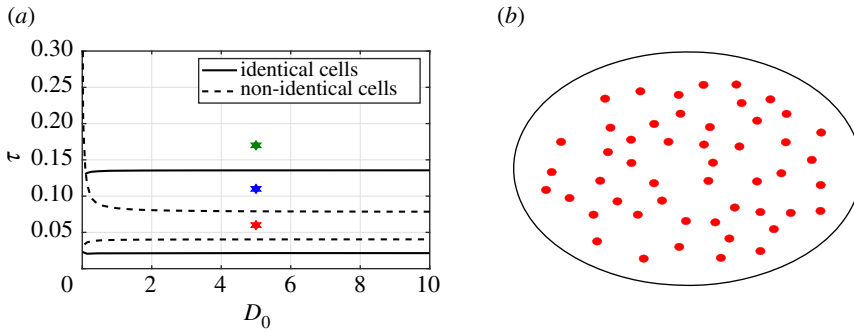 (a)
(b)
0.30
0.25
0.20
0.15
0.10
0.05
τ
identical cells
non-identical cells
0 2 4 6 8 10
D0